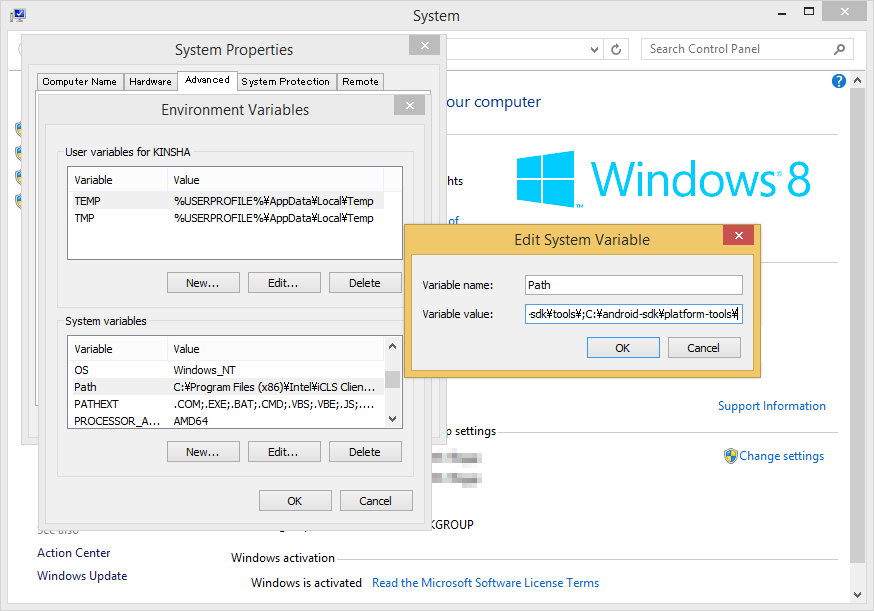 System
Search Control Panel
System Properties
Computer Name
Hardware
Advanced
System Protection
Remote
our computer
Environment Variables
User variables for KINSHA
Variable Value
TEMP %USERPROFILE%¥AppData¥Local¥Temp
TMP %USERPROFILE%¥AppData¥Local¥Temp
New... Edit... Delete
Windows 8
of
Edit System Variable
Variable name: Path
Variable value: -sdk¥tools¥;C:¥android-sdk¥platform-tools¥
OK Cancel
System variables
Variable Value
OS Windows_NT
Path C:¥Program Files (x86)¥Intel¥iCLS Clien...
PATHEXT .COM;.EXE;.BAT;.CMD;.VBS;.VBE;.JS;....
PROCESSOR_A... AMD64
New... Edit... Delete
OK Cancel
Support Information
settings
Change settings
KGROUP
See also
Action Center
Windows Update
Windows activation
Windows is activated Read the Microsoft Software License Terms